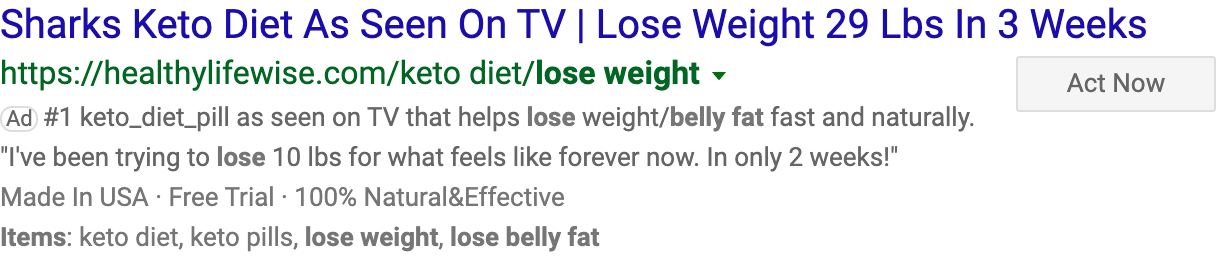 Sharks Keto Diet As Seen On TV | Lose Weight 29 Lbs In 3 Weeks
https://healthylifewise.com/keto diet/lose weight
Act Now
Ad #1 keto_diet_pill as seen on TV that helps lose weight/belly fat fast and naturally.
"I've been trying to lose 10 lbs for what feels like forever now. In only 2 weeks!"
Made In USA · Free Trial · 100% Natural&Effective
Items: keto diet, keto pills, lose weight, lose belly fat